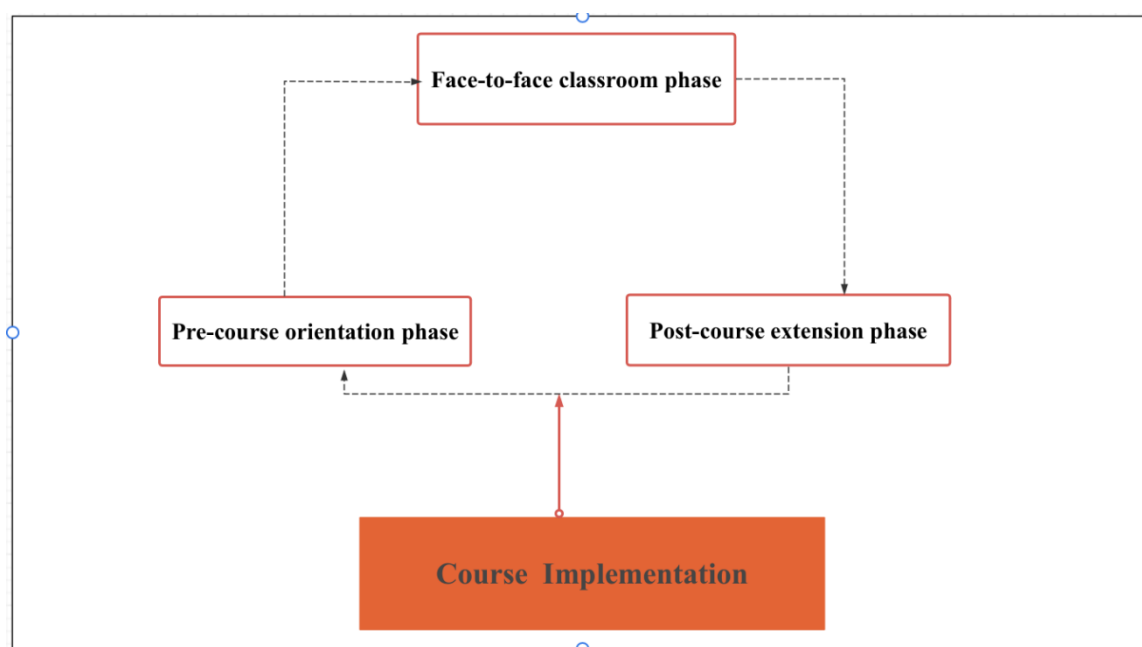 Face-to-face classroom phase
Pre-course orientation phase
Post-course extension phase
Course Implementation